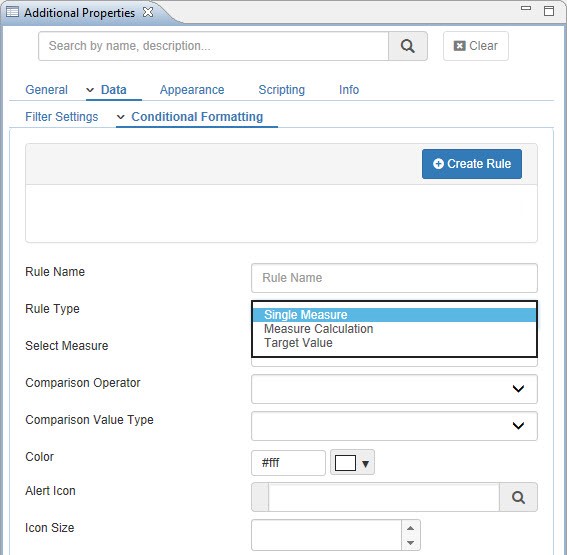 Additional Properties
Search by name, description...
Clear
General Data Appearance Scripting Info
Filter Settings Conditional Formatting
Create Rule
Rule Name Rule Name
Rule Type Single Measure
Measure Calculation
Select Measure Target Value
Comparison Operator
Comparison Value Type
Color #fff
Alert Icon
Icon Size